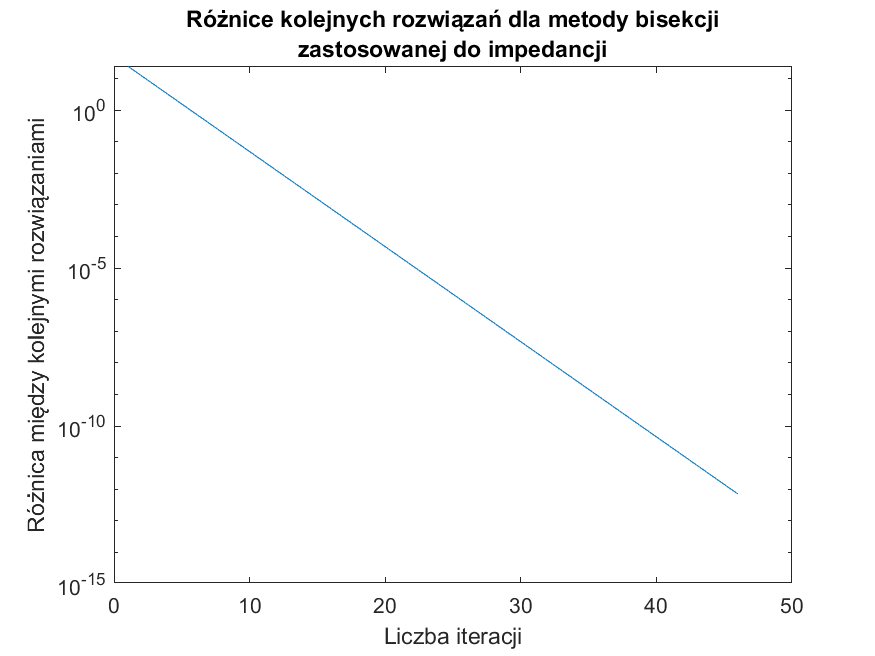 Różnice kolejnych rozwiązań dla metody bisekcji
zastosowanej do impedancji
Różnica między kolejnymi rozwiązaniami
10^0
10^-5
10^-10
10^-15
0 10 20 30 40 50
Liczba iteracji